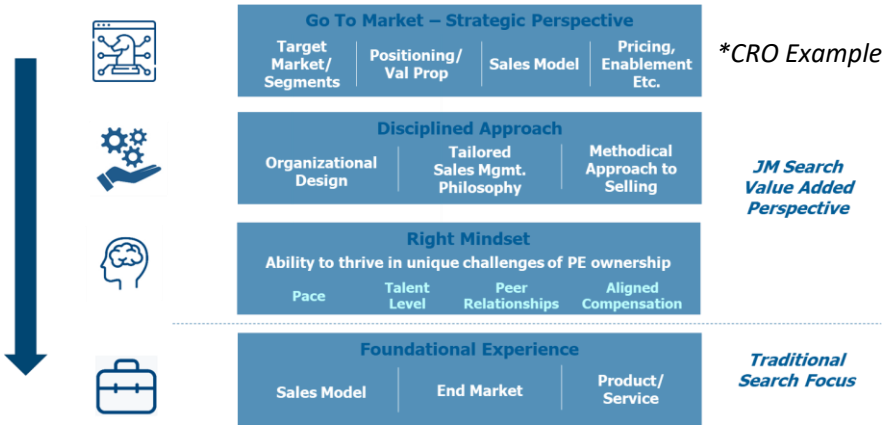 Go To Market – Strategic Perspective
Target
Market/
Segments
Positioning/
Val Prop
Sales Model
Pricing,
Enablement
Etc.
*CRO Example
Disciplined Approach
Organizational
Design
Tailored
Sales Mgmt.
Philosophy
Methodical
Approach to
Selling
JM Search
Value Added
Perspective
Right Mindset
Ability to thrive in unique challenges of PE ownership
Pace
Talent
Level
Peer
Relationships
Aligned
Compensation
Foundational Experience
Sales Model
End Market
Product/
Service
Traditional
Search Focus